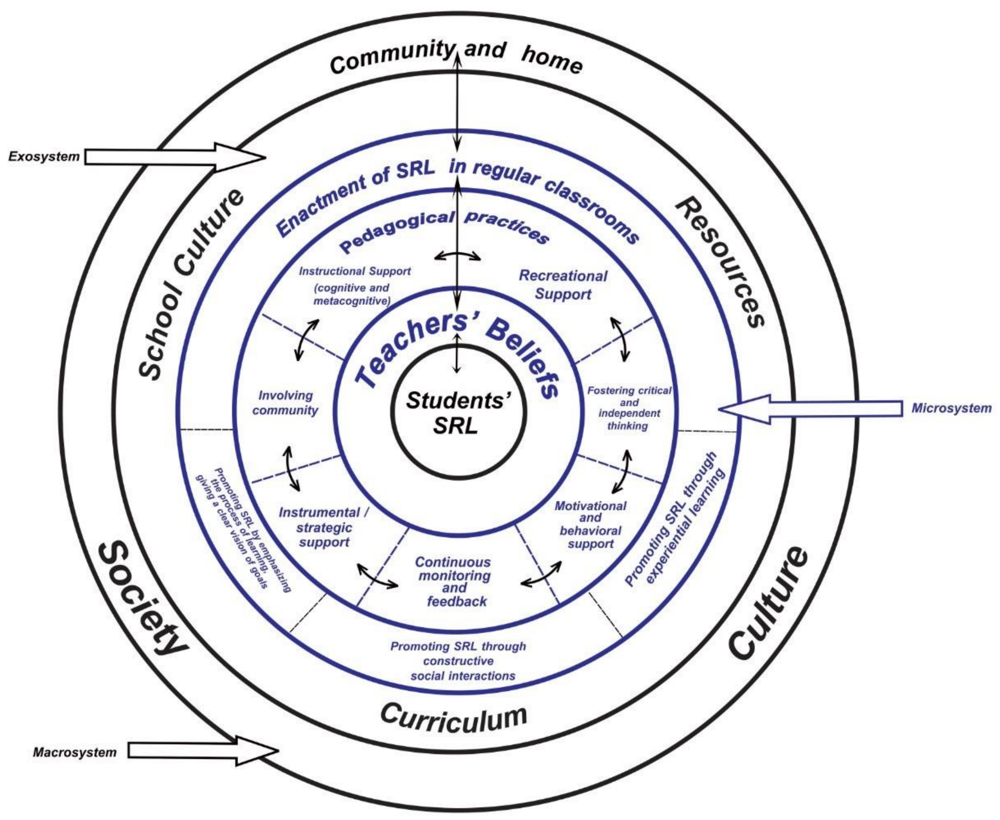 Community and home
Exosystem
Enactment of SRL in regular classrooms
School Culture
Resources
Pedagogical practices
Instructional Support
(cognitive and
metacognitive)
Recreational
Support
Teachers’ Beliefs
Students’
SRL
Involving
community
Fostering critical
and
independent
thinking
Microsystem
Promoting SRL by emphasizing
the process of learning,
giving a clear vision of goals
Instrumental /
strategic
support
Continuous
monitoring
and
feedback
Motivational
and
behavioral
support
Promoting SRL through
experiential learning
Society
Culture
Promoting SRL through
constructive
social interactions
Curriculum
Macrosystem